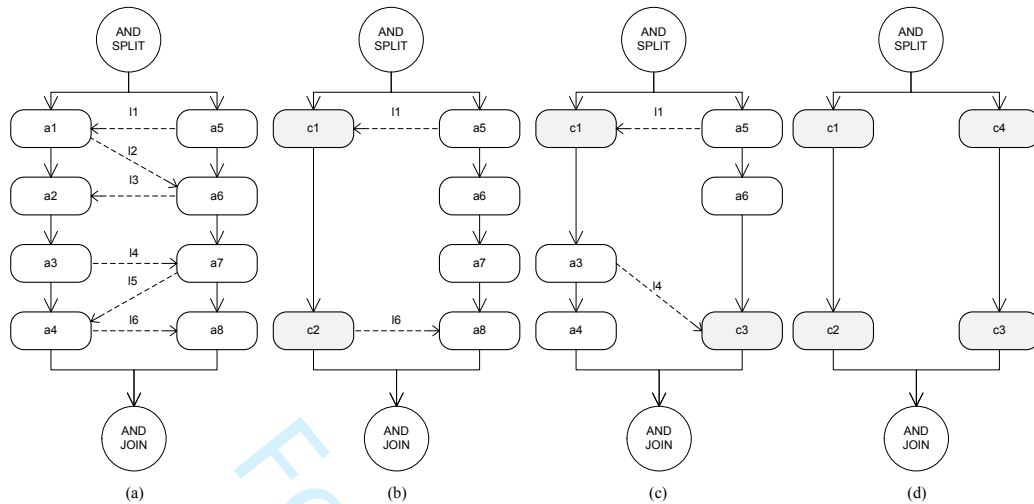 AND
SPLIT
a1
l1
a5
l2
a2
l3
a6
a3
l4
a7
l5
a4
l6
a8
AND
JOIN
(a)
AND
SPLIT
c1
l1
a5
a6
a7
c2
l6
a8
AND
JOIN
(b)
AND
SPLIT
c1
l1
a5
a6
a3
l4
a4
c3
AND
JOIN
(c)
AND
SPLIT
c1
c4
c2
c3
AND
JOIN
(d)
Fo